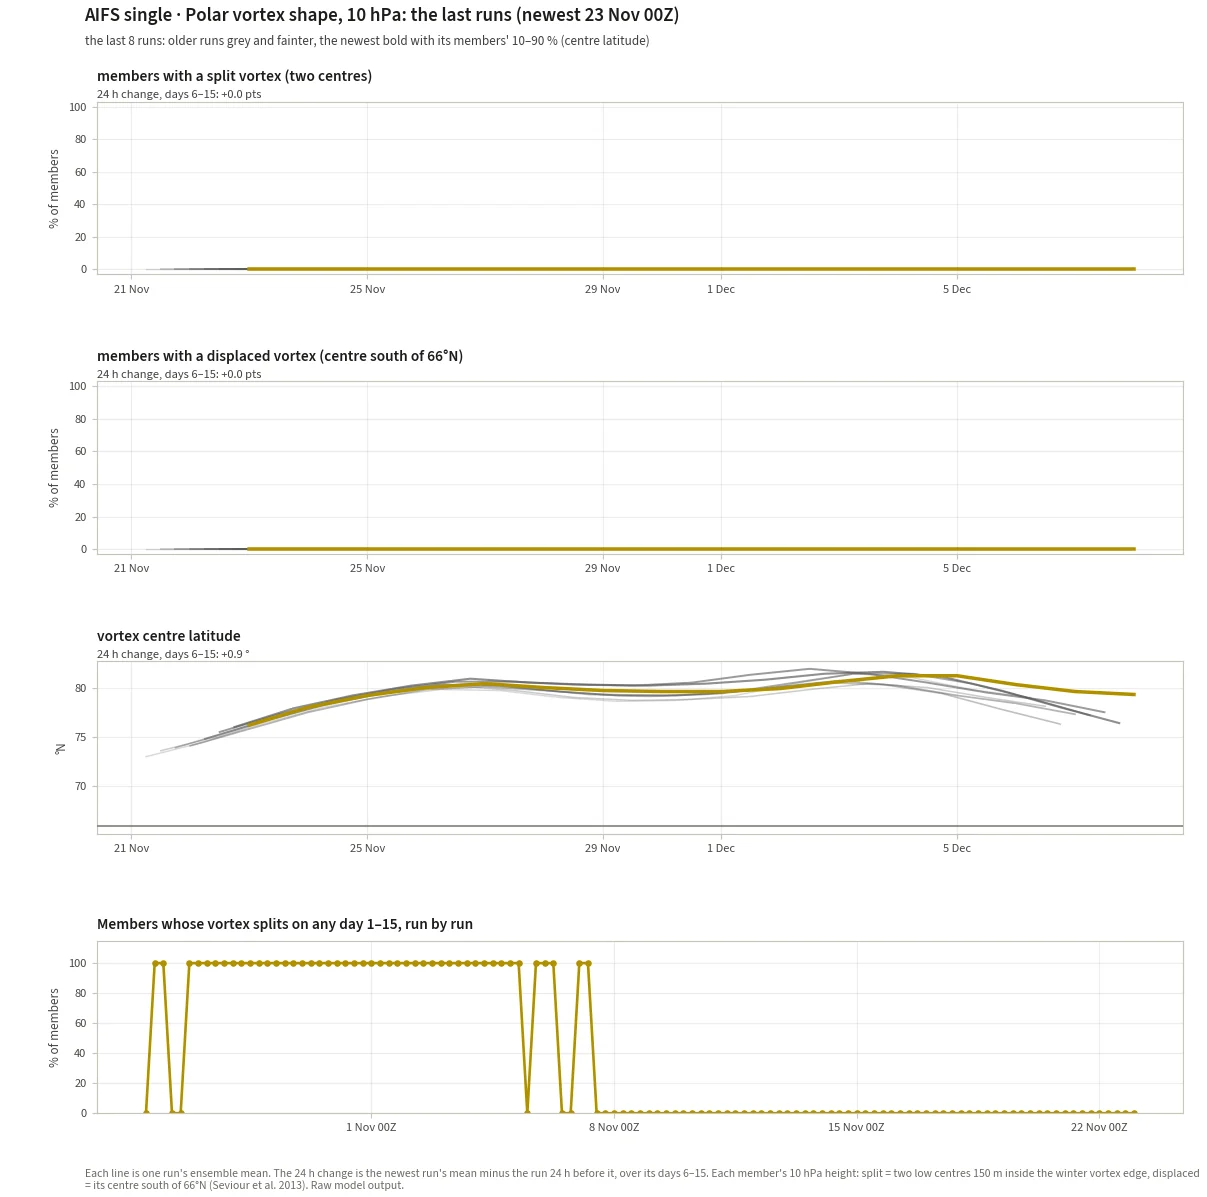 AIFS single · Polar vortex shape, 10 hPa: the last runs (newest 23 Nov 00Z)
the last 8 runs: older runs grey and fainter, the newest bold with its members' 10–90 % (centre latitude)
members with a split vortex (two centres)
24 h change, days 6–15: +0.0 pts
100
80
60
40
20
0
% of members
21 Nov
25 Nov
29 Nov
1 Dec
5 Dec
members with a displaced vortex (centre south of 66°N)
24 h change, days 6–15: +0.0 pts
100
80
60
40
20
0
% of members
21 Nov
25 Nov
29 Nov
1 Dec
5 Dec
vortex centre latitude
24 h change, days 6–15: +0.9 °
80
75
70
°N
21 Nov
25 Nov
29 Nov
1 Dec
5 Dec
Members whose vortex splits on any day 1–15, run by run
100
80
60
40
20
0
% of members
1 Nov 00Z
8 Nov 00Z
15 Nov 00Z
22 Nov 00Z
Each line is one run's ensemble mean. The 24 h change is the newest run's mean minus the run 24 h before it, over its days 6–15. Each member's 10 hPa height: split = two low centres 150 m inside the winter vortex edge, displaced
= its centre south of 66°N (Seviour et al. 2013). Raw model output.